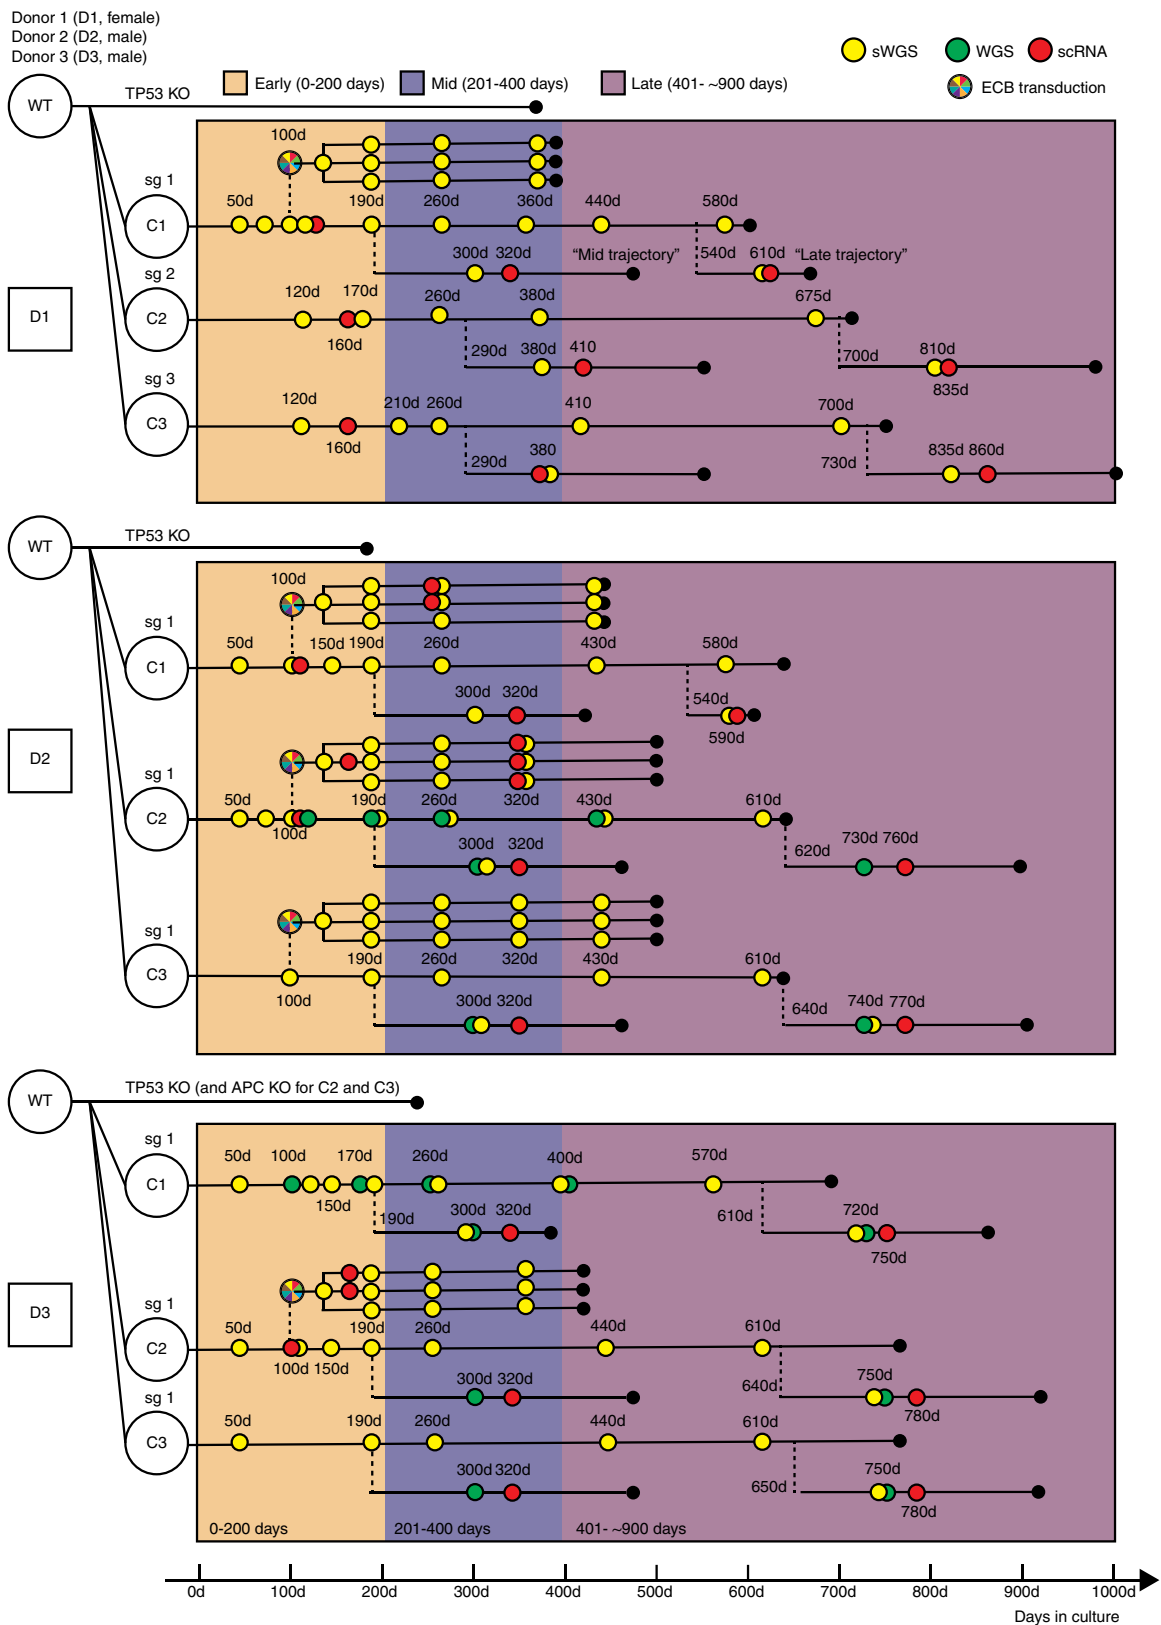 Donor 1 (D1, female)
Donor 2 (D2, male)
Donor 3 (D3, male)
sWGS WGS scRNA
Early (0-200 days) Mid (201-400 days) Late (401- ~900 days) ECB transduction
WT TP53 KO
100d
sg 1
50d 190d 260d 360d 440d 580d
C1
300d 320d "Mid trajectory" 540d 610d "Late trajectory"
sg 2
120d 170d 260d 380d 675d
D1
C2
160d
290d 380d 410 700d 810d
835d
sg 3
120d 210d 260d 410 700d
C3
160d
290d 380 730d 835d 860d
WT TP53 KO
100d
sg 1
50d 150d 190d 260d 430d 580d
C1
300d 320d 540d
590d
D2
sg 1
50d 190d 260d 320d 430d 610d
C2
100d
300d 320d 620d 730d 760d
sg 1
190d 260d 320d 430d 610d
C3
100d
300d 320d 640d 740d 770d
WT TP53 KO (and APC KO for C2 and C3)
sg 1
50d 100d 170d 260d 400d 570d
C1
150d
190d 300d 320d 610d 720d
750d
D3
sg 1
50d 190d 260d 440d 610d
C2
100d 150d
300d 320d 640d 750d
780d
sg 1
50d 190d 260d 440d 610d
C3
300d 320d 650d 750d
780d
0-200 days 201-400 days 401- ~900 days
0d 100d 200d 300d 400d 500d 600d 700d 800d 900d 1000d
Days in culture